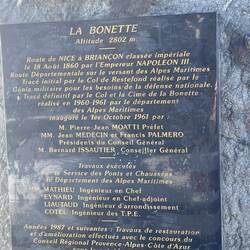 LA BONETTE
Altitude 2802 m
Route de NICE à BRIANÇON classée impériale
le 18 Août 1860 par l'Empereur NAPOLEON III
Route Départementale sur le versant des Alpes Maritimes
Tracé initial par le Col de Restefond réalisé par le
Génie militaire pour les besoins de la défense nationale.
Tracé définitif par le Col et la Cime de la Bonette
réalisé en 1960-1961 par le département
des Alpes Maritimes
inauguré le 1er Octobre 1961 par
M. Pierre-Jean MOATTI Préfet
MM. Jean MEDECIN et Francis PALMERO
Présidents du Conseil Général
M. Bernard ISSAUTIER Conseiller Général
Travaux exécutés
le Service des Ponts et Chaussées
des Alpes Maritimes
MM. MATHIEU Ingénieur en Chef
EYNARD Ingénieur en Chef-adjoint
LIAUTAUD Ingénieur d'arrondissement
COTEL Ingénieur des T.P.E.
Années 1987 et suivantes : Travaux de restauration
et d'amélioration effectués avec le concours du
Conseil Régional Provence-Alpes-Côte d'Azur